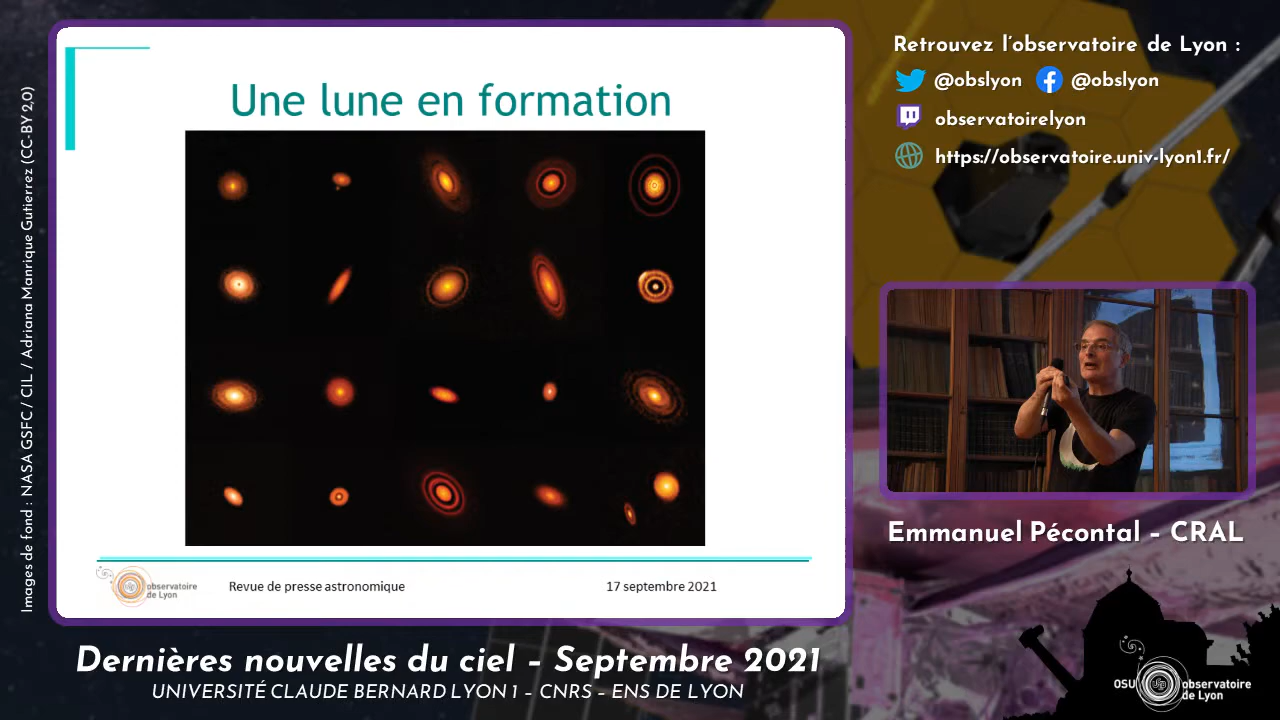 Images de fond : NASA GSFC / CIL / Adriana Manrique Gutierrez (CC-BY 2.0)
Une lune en formation
observatoire
de Lyon
Revue de presse astronomique
17 septembre 2021
Dernières nouvelles du ciel – Septembre 2021
UNIVERSITÉ CLAUDE BERNARD LYON 1 – CNRS – ENS DE LYON
Retrouvez l'observatoire de Lyon :
@obslyon @obslyon
observatoirelyon
https://observatoire.univ-lyon1.fr/
Emmanuel Pécontal – CRAL
OSU observatoire
de Lyon